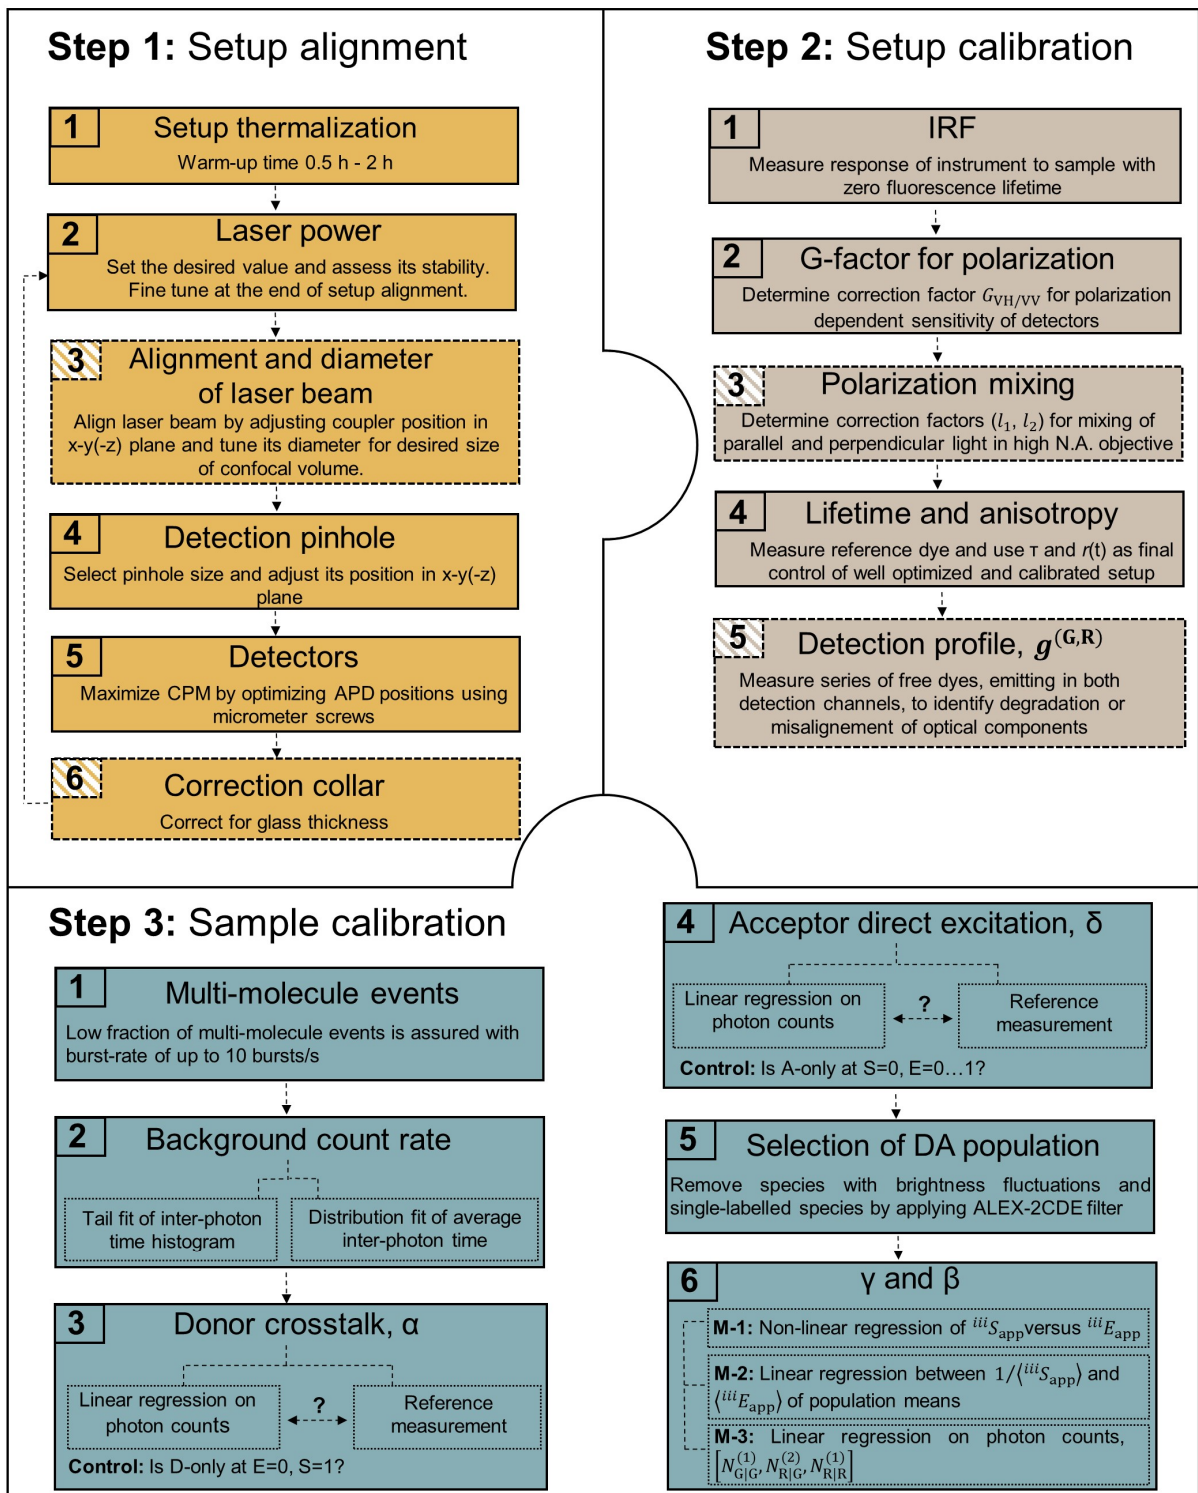 Step 1: Setup alignment
1
Setup thermalization
Warm-up time 0.5 h - 2 h
2
Laser power
Set the desired value and assess its stability.
Fine tune at the end of setup alignment.
3
Alignment and diameter
of laser beam
Align laser beam by adjusting coupler position in
x-y(-z) plane and tune its diameter for desired size
of confocal volume.
4
Detection pinhole
Select pinhole size and adjust its position in x-y(-z)
plane
5
Detectors
Maximize CPM by optimizing APD positions using
micrometer screws
6
Correction collar
Correct for glass thickness
Step 2: Setup calibration
1
IRF
Measure response of instrument to sample with
zero fluorescence lifetime
2
G-factor for polarization
Determine correction factor G_VH/VV for polarization
dependent sensitivity of detectors
3
Polarization mixing
Determine correction factors (l₁, l₂) for mixing of
parallel and perpendicular light in high N.A. objective
4
Lifetime and anisotropy
Measure reference dye and use τ and r(t) as final
control of well optimized and calibrated setup
5
Detection profile, g^(G,R)
Measure series of free dyes, emitting in both
detection channels, to identify degradation or
misalignement of optical components
Step 3: Sample calibration
1
Multi-molecule events
Low fraction of multi-molecule events is assured with
burst-rate of up to 10 bursts/s
2
Background count rate
Tail fit of inter-photon
time histogram
Distribution fit of average
inter-photon time
3
Donor crosstalk, α
Linear regression on
photon counts
?
Reference
measurement
Control: Is D-only at E=0, S=1?
4
Acceptor direct excitation, δ
Linear regression on
photon counts
?
Reference
measurement
Control: Is A-only at S=0, E=0...1?
5
Selection of DA population
Remove species with brightness fluctuations and
single-labelled species by applying ALEX-2CDE filter
6
γ and β
M-1: Non-linear regression of ⁱⁱⁱS_app versus ⁱⁱⁱE_app
M-2: Linear regression between 1/⟨ⁱⁱⁱS_app⟩ and
⟨ⁱⁱⁱE_app⟩ of population means
M-3: Linear regression on photon counts,
[N_G|G^(1), N_R|G^(2), N_R|R^(1)]